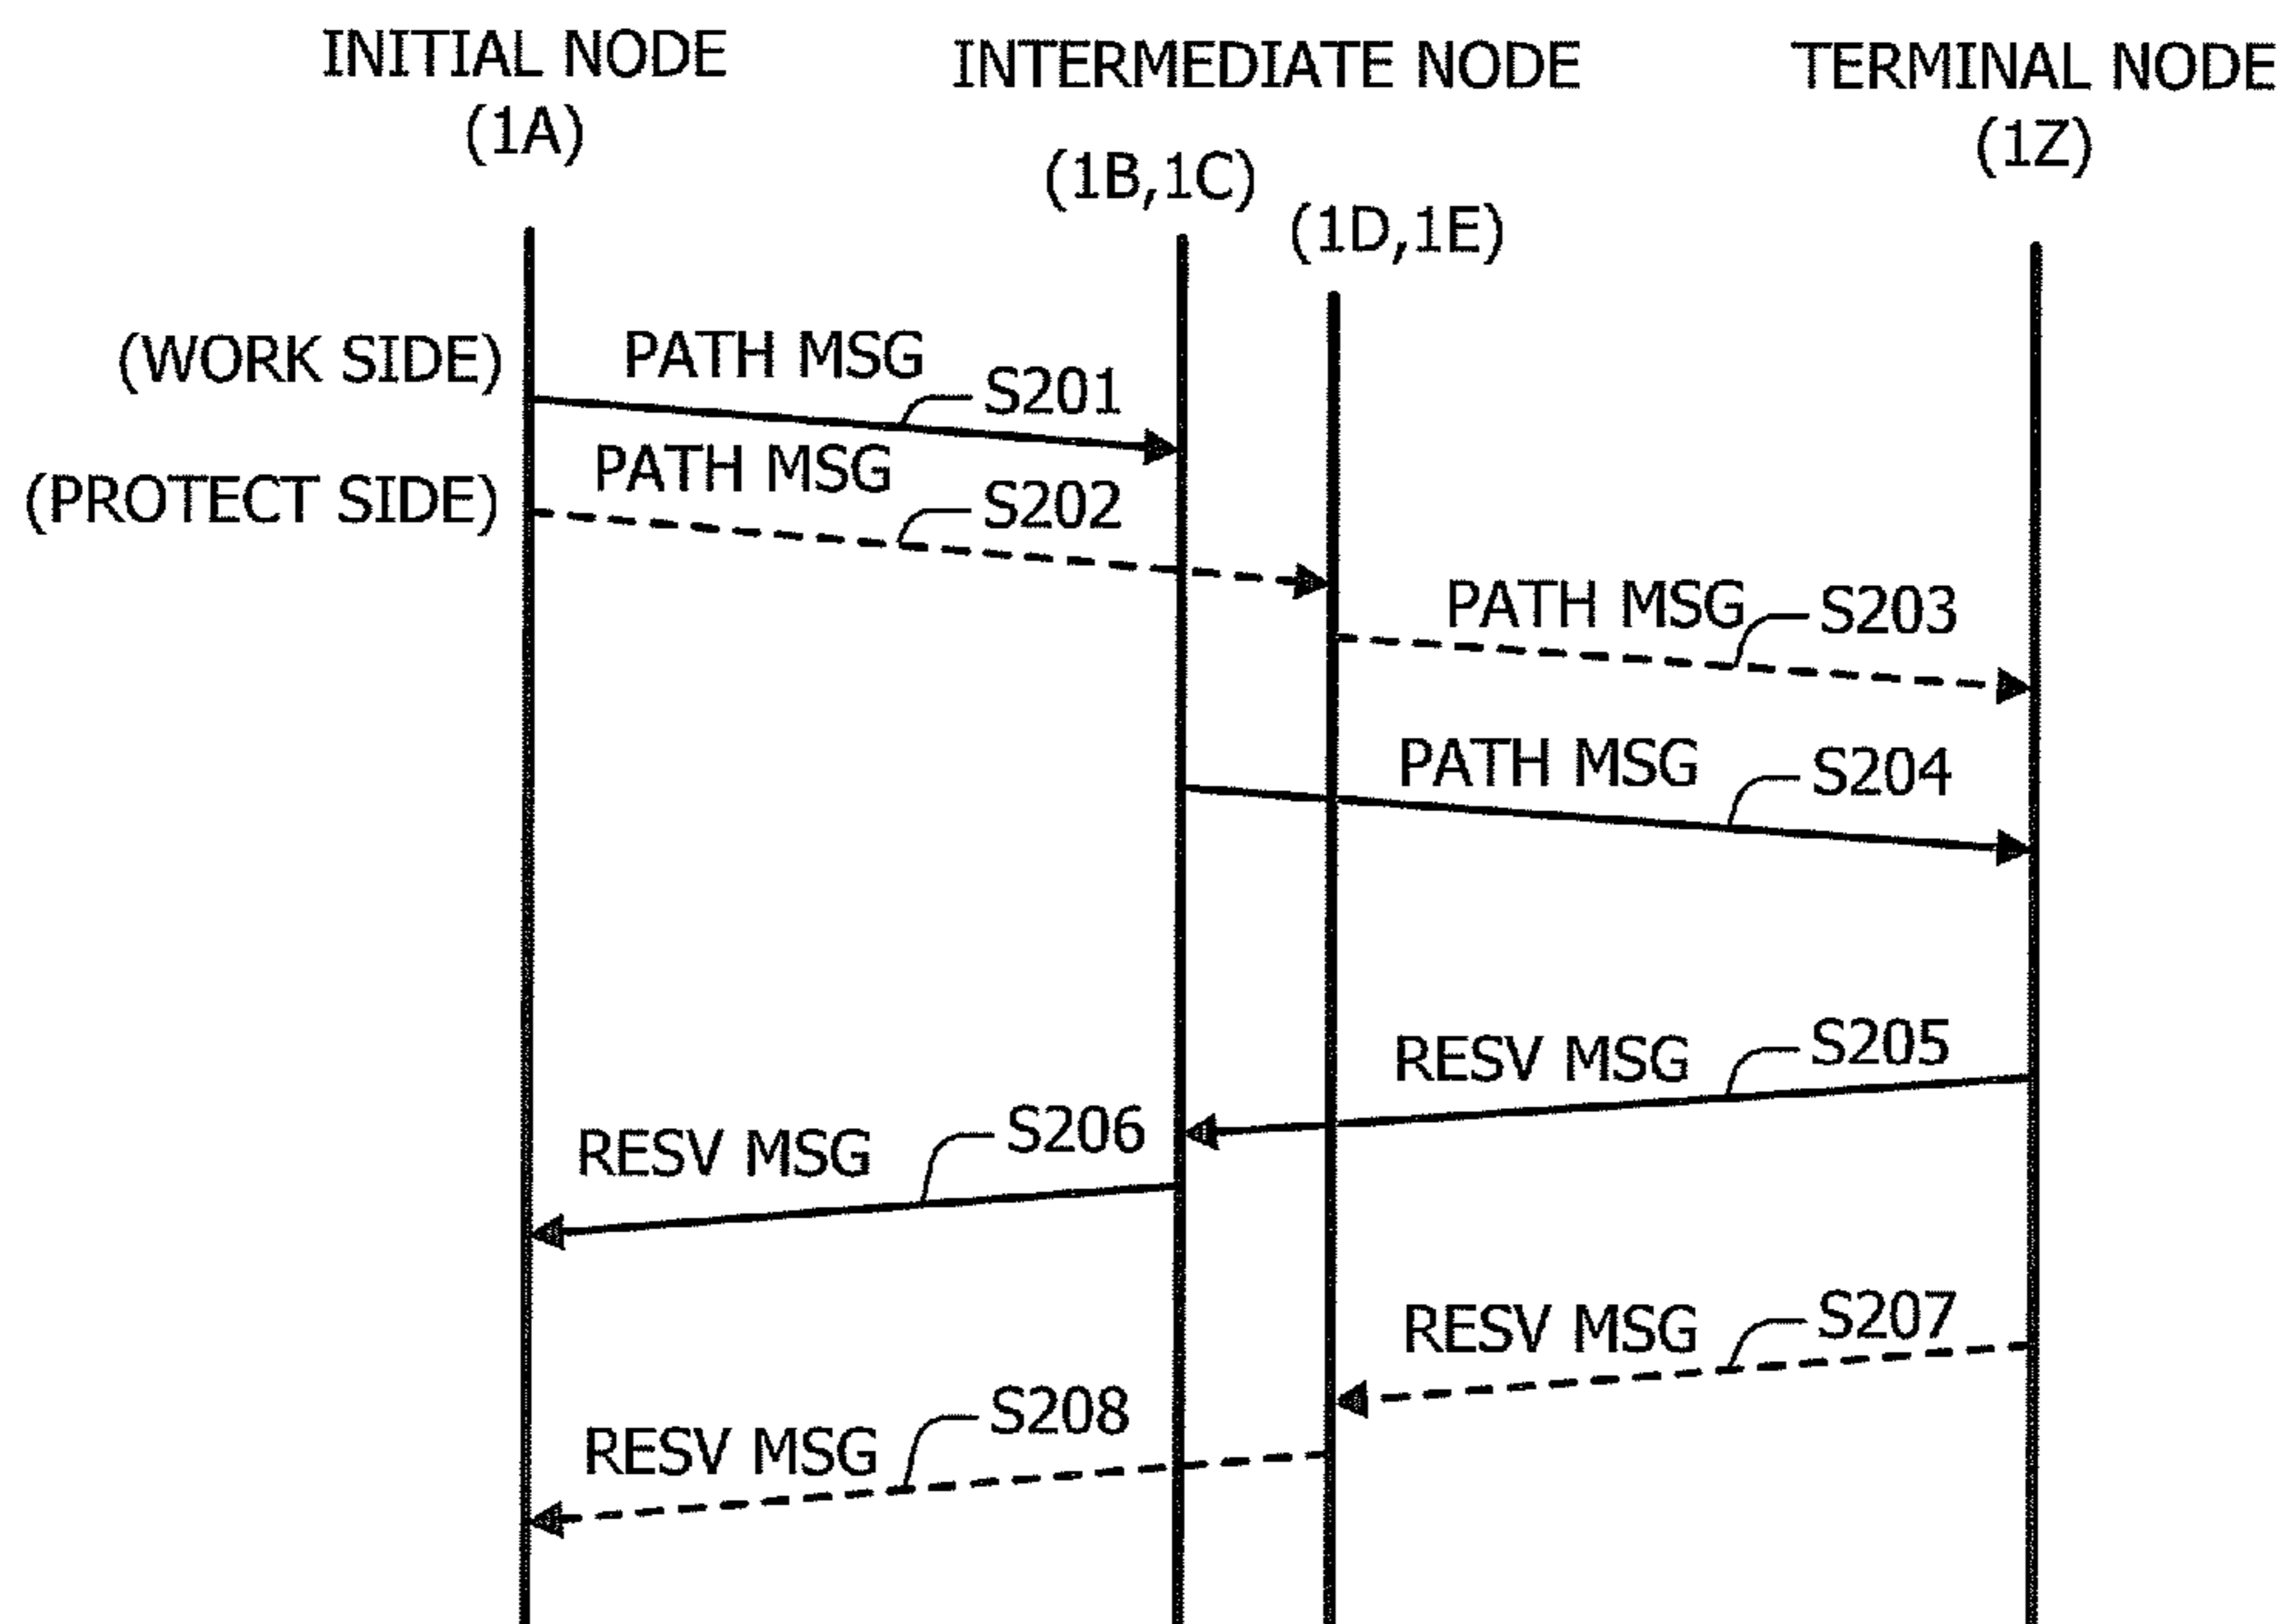 INITIAL NODE
(1A)
INTERMEDIATE NODE
(1B,1C)
(1D,1E)
TERMINAL NODE
(1Z)
(WORK SIDE)
PATH MSG
S201
(PROTECT SIDE)
PATH MSG
S202
PATH MSG
S203
PATH MSG
S204
RESV MSG
S205
RESV MSG
S206
RESV MSG
S207
RESV MSG
S208